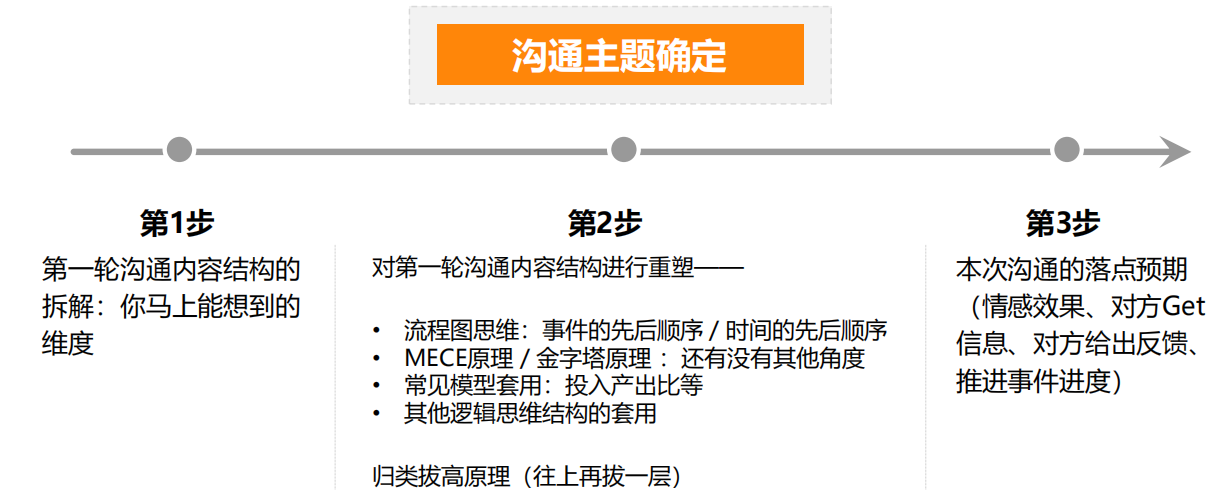 沟通主题确定
第1步
第一轮沟通内容结构的
拆解：你马上能想到的
维度
第2步
对第一轮沟通内容结构进行重塑——
• 流程图思维：事件的先后顺序 / 时间的先后顺序
• MECE原理 / 金字塔原理 ：还有没有其他角度
• 常见模型套用：投入产出比等
• 其他逻辑思维结构的套用
归类拔高原理（往上再拔一层）
第3步
本次沟通的落点预期
（情感效果、对方Get
信息、对方给出反馈、
推进事件进度）